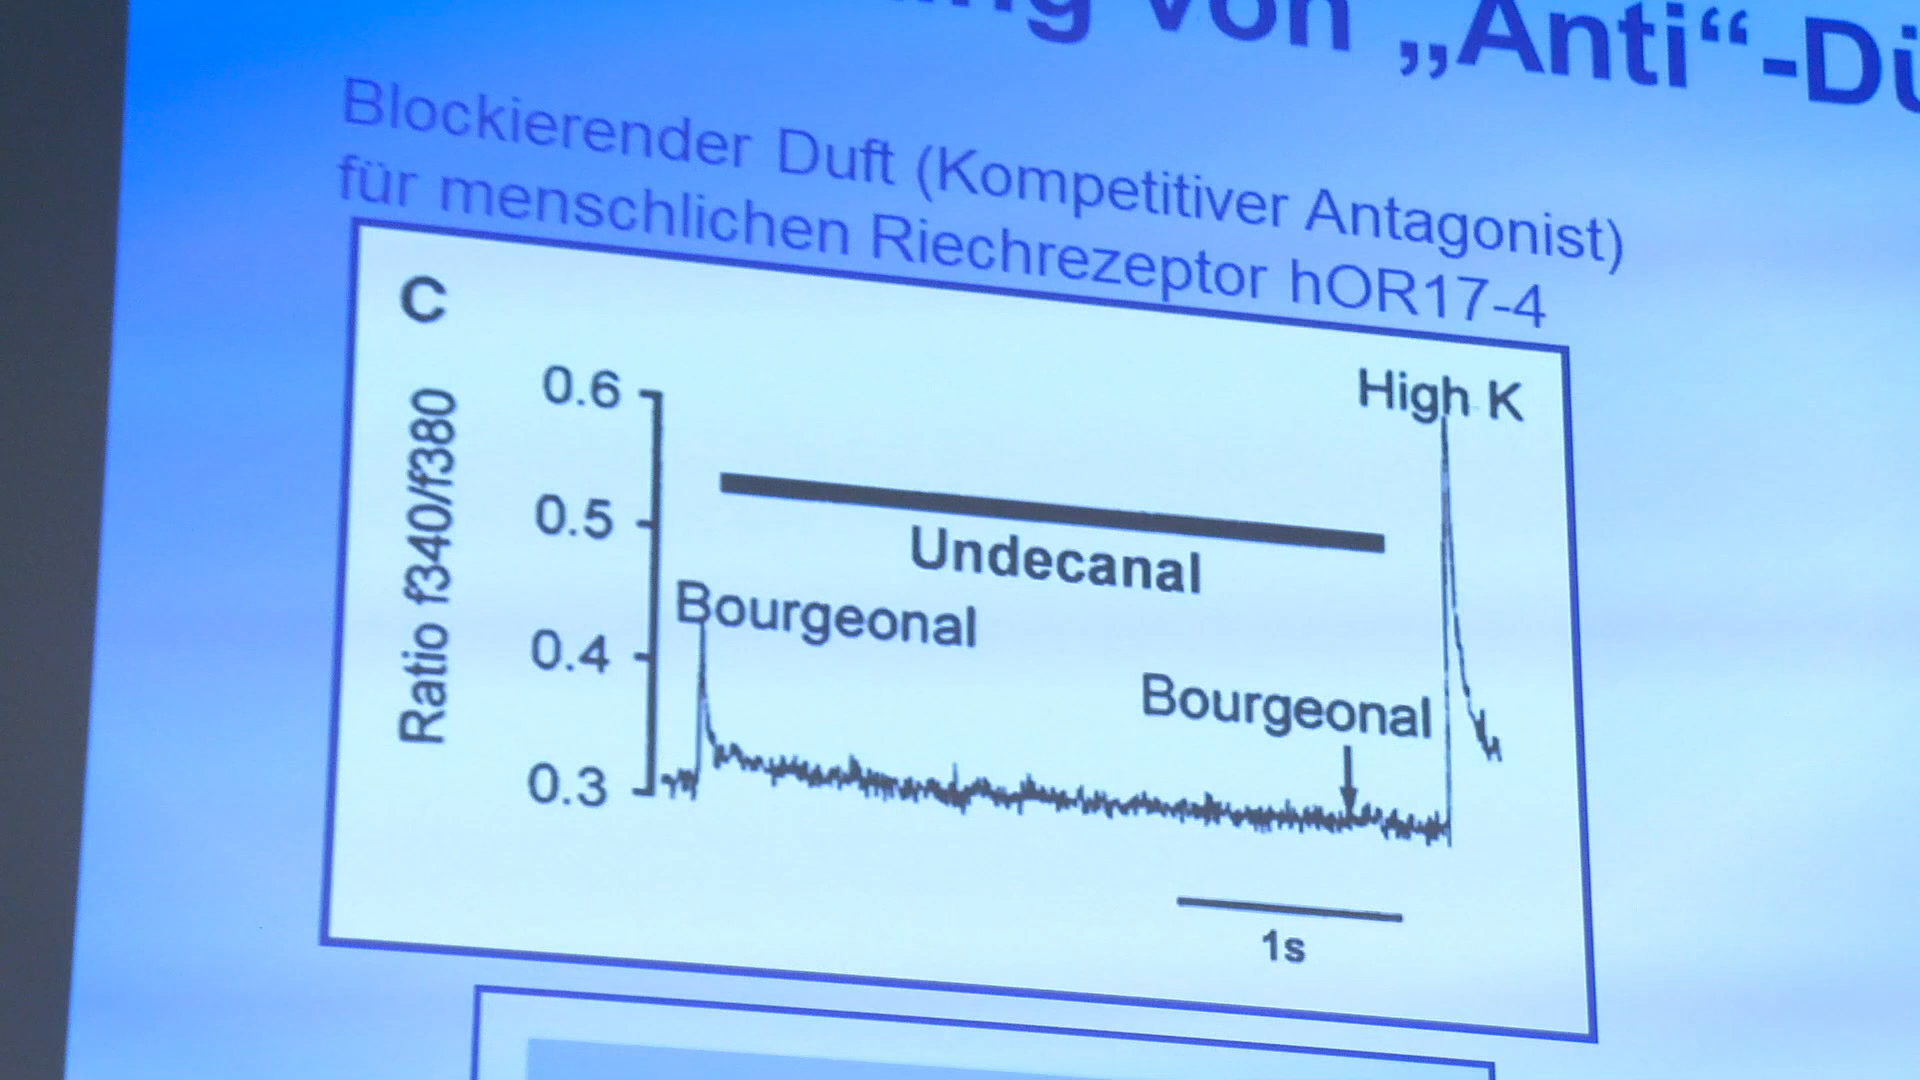 von „Anti“-Dü
Blockierender Duft (Kompetitiver Antagonist)
für menschlichen Riechrezeptor hOR17-4
C
High K
Ratio f340/f380
0.6
0.5
Undecanal
Bourgeonal
0.4
Bourgeonal
0.3
1s